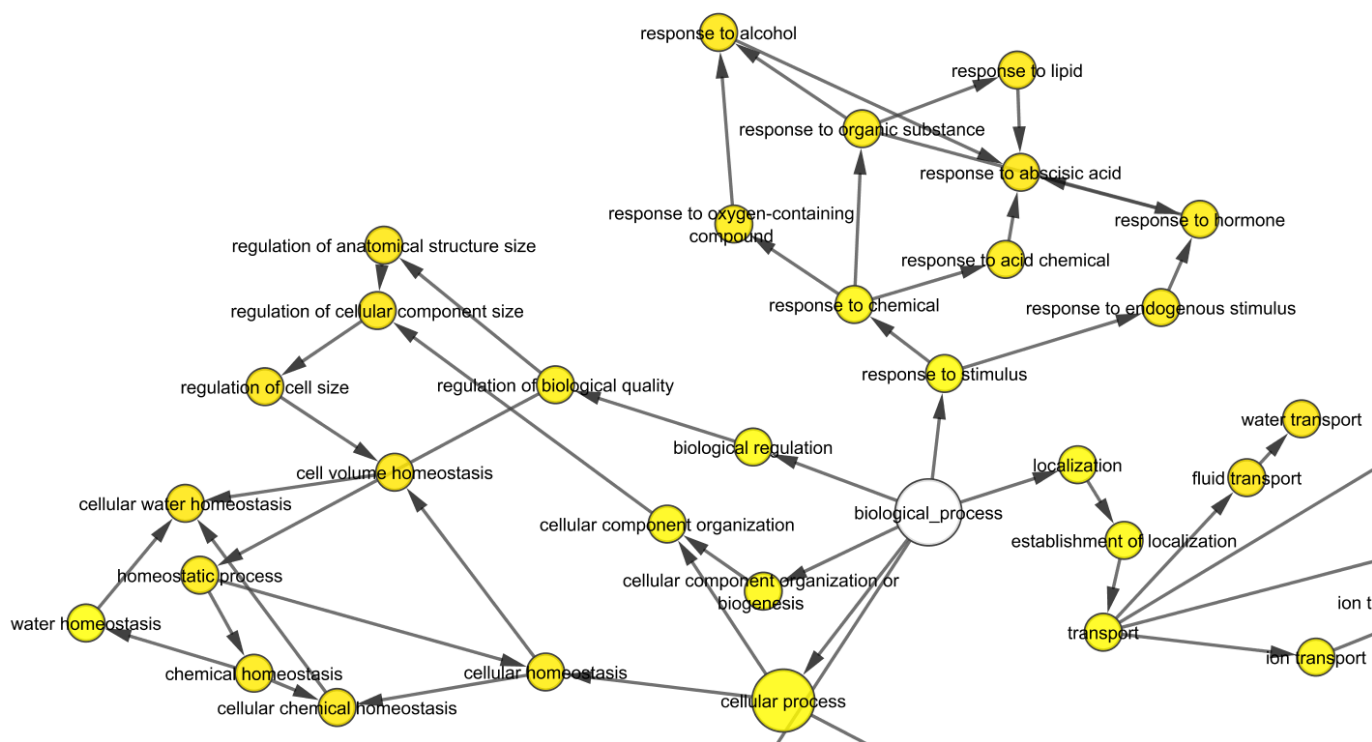 response to alcohol
response to lipid
response to organic substance
response to abscisic acid
response to oxygen-containing
compound
response to hormone
regulation of anatomical structure size
response to acid chemical
response to chemical
response to endogenous stimulus
regulation of cellular component size
response to stimulus
regulation of cell size
regulation of biological quality
water transport
biological regulation
localization
cell volume homeostasis
fluid transport
cellular water homeostasis
biological_process
cellular component organization
establishment of localization
homeostatic process
cellular component organization or
biogenesis
ion t
water homeostasis
transport
ion transport
chemical homeostasis
cellular homeostasis
cellular process
cellular chemical homeostasis